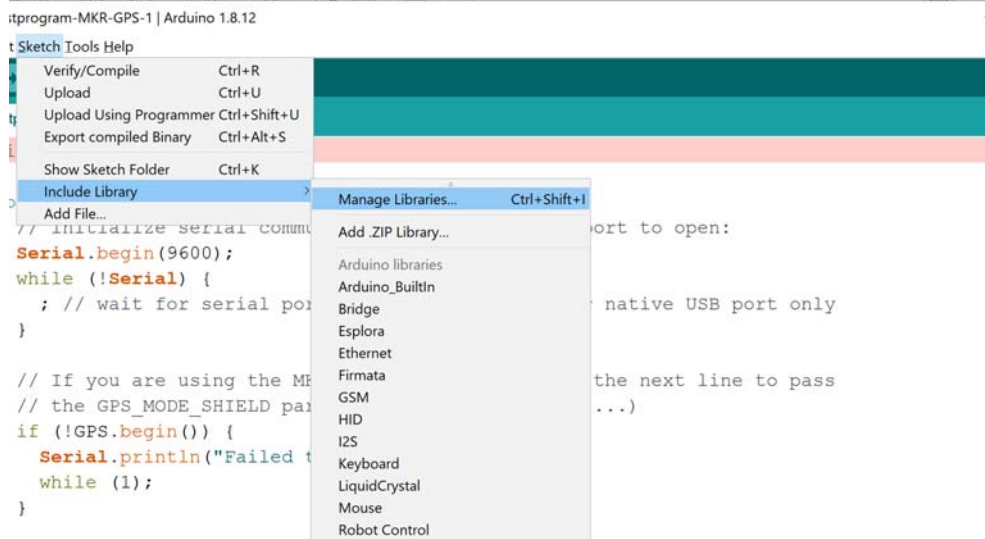 stprogram-MKR-GPS-1 | Arduino 1.8.12
t Sketch Tools Help
Verify/Compile Ctrl+R
Upload Ctrl+U
Upload Using Programmer Ctrl+Shift+U
Export compiled Binary Ctrl+Alt+S
Show Sketch Folder Ctrl+K
Include Library >
Add File...
Manage Libraries... Ctrl+Shift+I
Add .ZIP Library...
Arduino libraries
Arduino_BuiltIn
Bridge
Esplora
Ethernet
Firmata
GSM
HID
I2S
Keyboard
LiquidCrystal
Mouse
Robot Control
// Initialize serial commu ort to open:
Serial.begin(9600);
while (!Serial) {
; // wait for serial por native USB port only
}
// If you are using the MK the next line to pass
// the GPS_MODE_SHIELD par ...)
if (!GPS.begin()) {
Serial.println("Failed t
while (1);
}